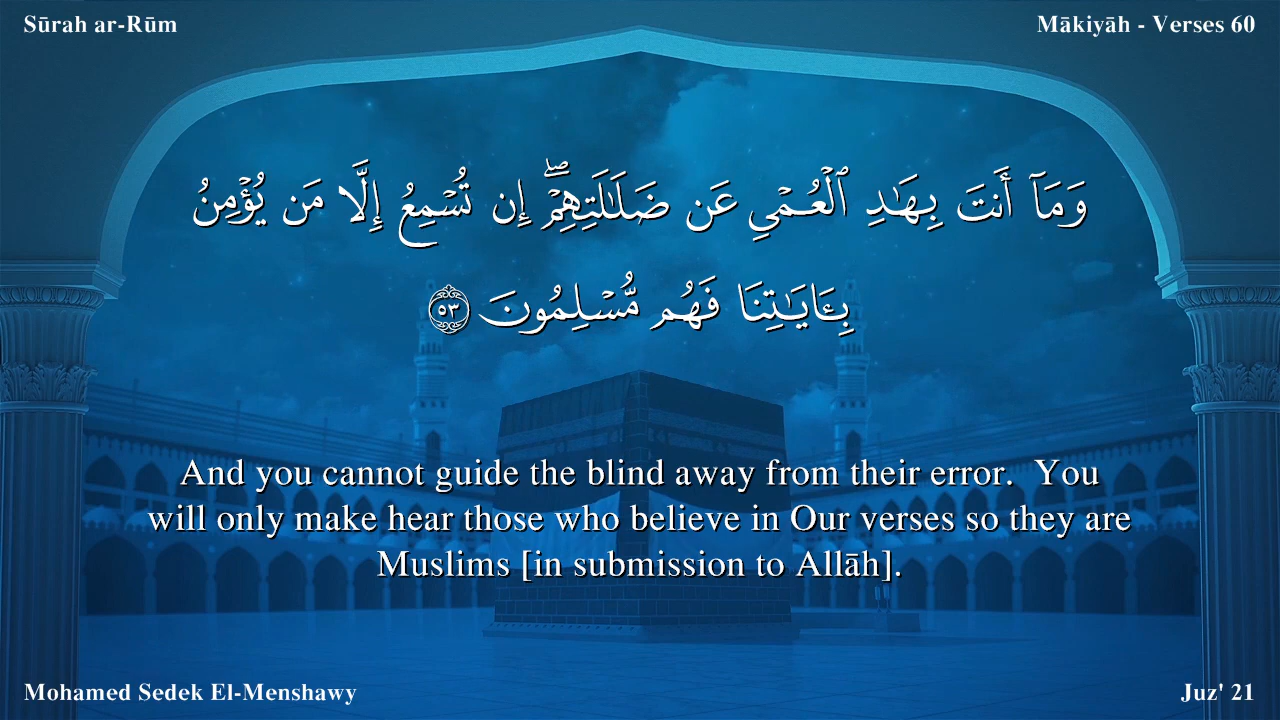 Sūrah ar-Rūm
Mākiyāh - Verses 60
وَمَآ أَنتَ بِهَـٰدِ ٱلْعُمْىِ عَن ضَلَـٰلَتِهِمْ ۖ إِن تُسْمِعُ إِلَّا مَن يُؤْمِنُ
بِـَٔايَـٰتِنَا فَهُم مُّسْلِمُونَ ٥٣
And you cannot guide the blind away from their error.  You
will only make hear those who believe in Our verses so they are
Muslims [in submission to Allāh].
Mohamed Sedek El-Menshawy
Juz' 21